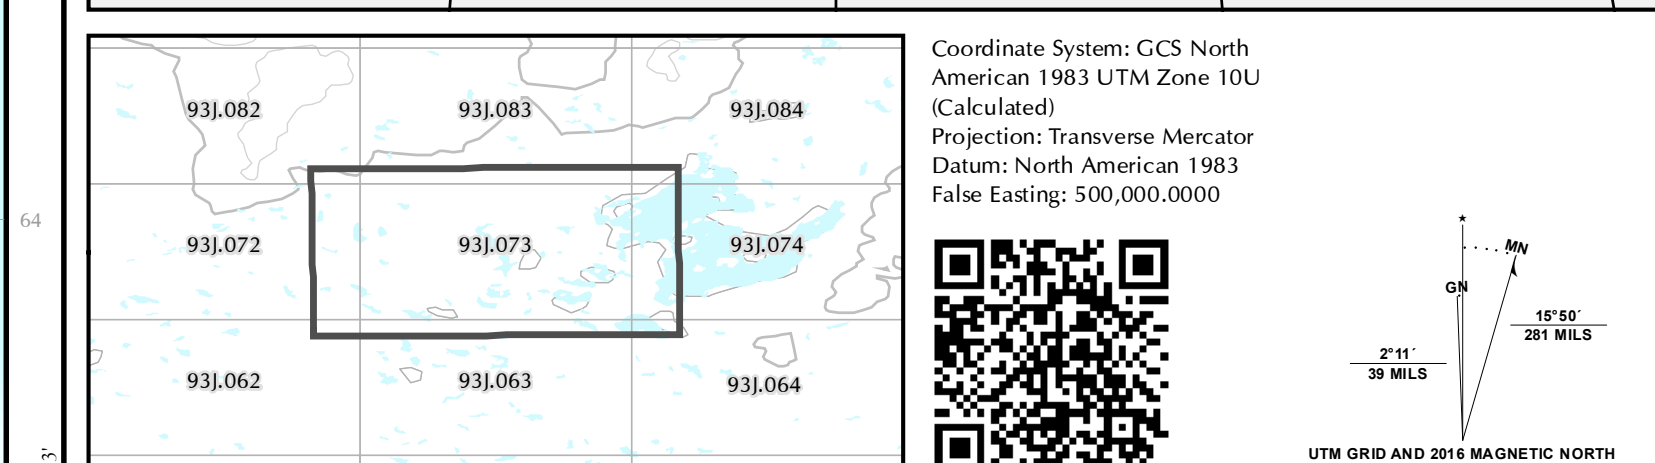 93J.082 93J.083 93J.084
93J.072 93J.073 93J.074
93J.062 93J.063 93J.064
64
3'
Coordinate System: GCS North
American 1983 UTM Zone 10U
(Calculated)
Projection: Transverse Mercator
Datum: North American 1983
False Easting: 500,000.0000
MN
GN
15°50´
281 MILS
2°11´
39 MILS
UTM GRID AND 2016 MAGNETIC NORTH